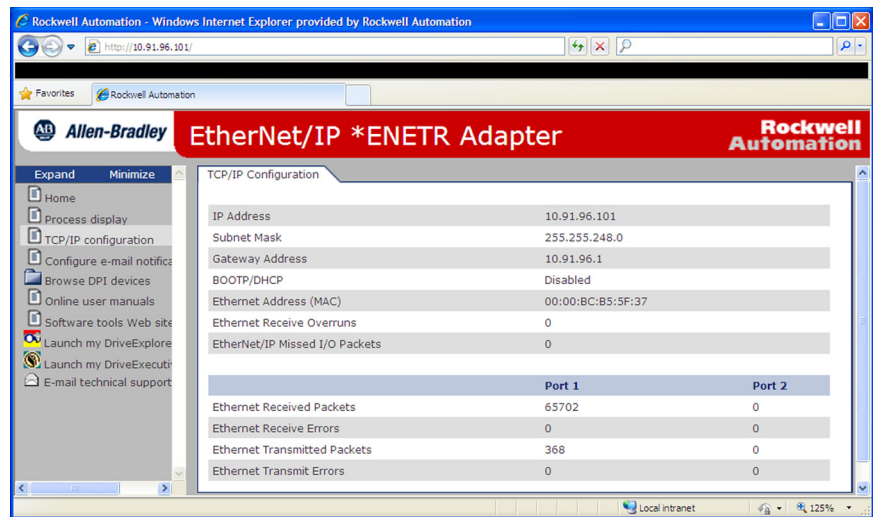 Rockwell Automation - Windows Internet Explorer provided by Rockwell Automation
http://10.91.96.101/
Favorites
Rockwell Automation
AB Allen-Bradley
EtherNet/IP *ENETR Adapter
Rockwell
Automation
Expand Minimize
Home
Process display
TCP/IP configuration
Configure e-mail notifica
Browse DPI devices
Online user manuals
Software tools Web site
Launch my DriveExplore
Launch my DriveExecuti
E-mail technical support
TCP/IP Configuration
IP Address 10.91.96.101
Subnet Mask 255.255.248.0
Gateway Address 10.91.96.1
BOOTP/DHCP Disabled
Ethernet Address (MAC) 00:00:BC:B5:5F:37
Ethernet Receive Overruns 0
EtherNet/IP Missed I/O Packets 0
Port 1 Port 2
Ethernet Received Packets 65702 0
Ethernet Receive Errors 0 0
Ethernet Transmitted Packets 368 0
Ethernet Transmit Errors 0 0
Local intranet
125%